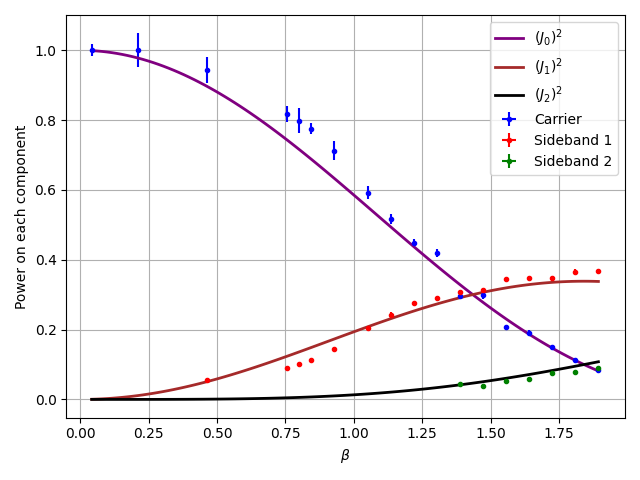 Power on each component
1.0
0.8
0.6
0.4
0.2
0.0
(J₀)²
(J₁)²
(J₂)²
Carrier
Sideband 1
Sideband 2
0.00 0.25 0.50 0.75 1.00 1.25 1.50 1.75
β